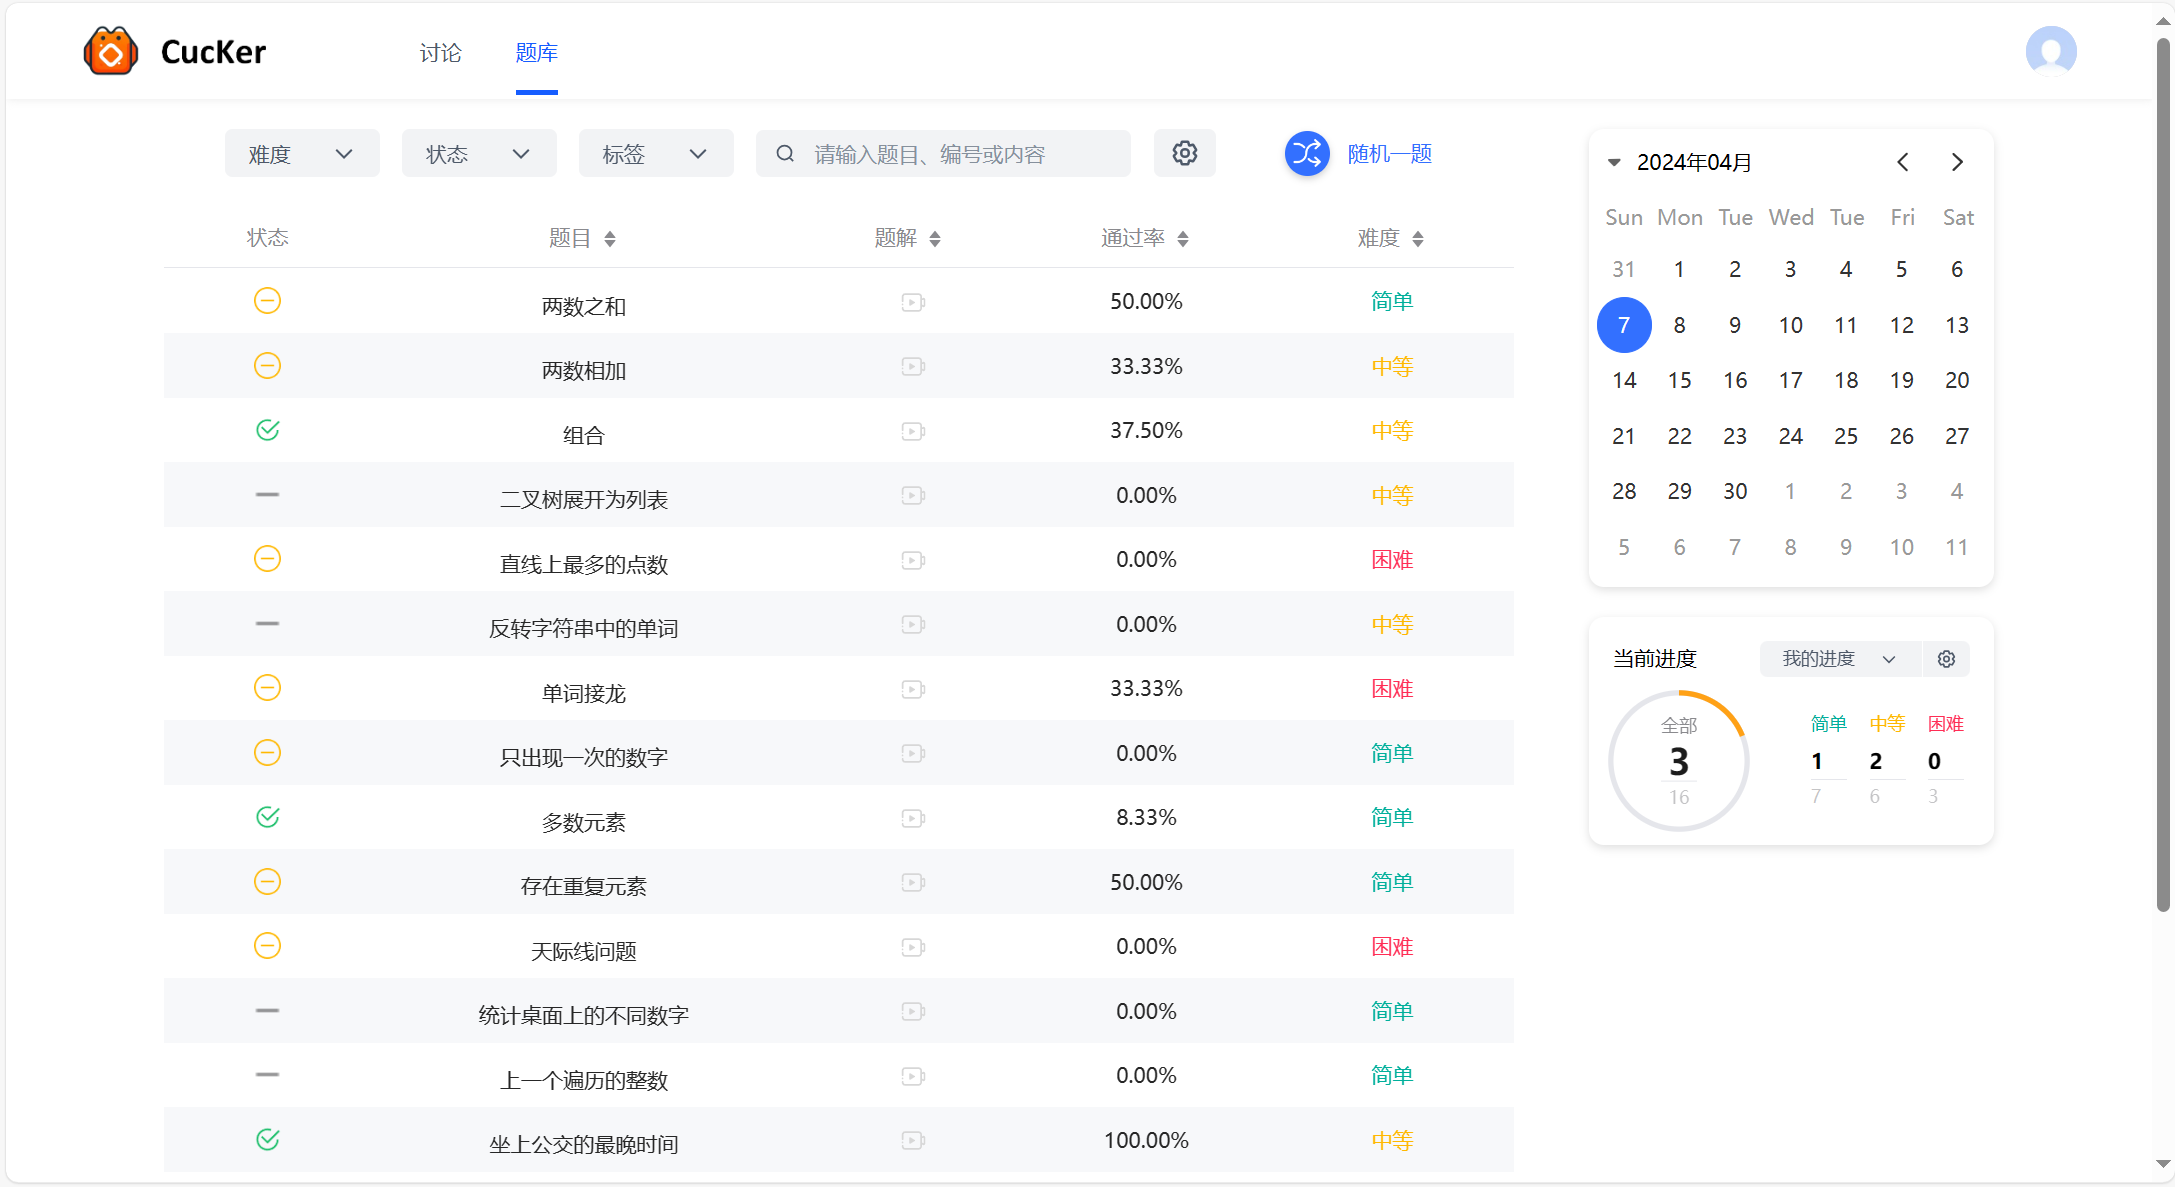 CucKer 讨论 题库
难度 状态 标签 请输入题目、编号或内容 随机一题
状态 题目 题解 通过率 难度
两数之和 50.00% 简单
两数相加 33.33% 中等
组合 37.50% 中等
二叉树展开为列表 0.00% 中等
直线上最多的点数 0.00% 困难
反转字符串中的单词 0.00% 中等
单词接龙 33.33% 困难
只出现一次的数字 0.00% 简单
多数元素 8.33% 简单
存在重复元素 50.00% 简单
天际线问题 0.00% 困难
统计桌面上的不同数字 0.00% 简单
上一个遍历的整数 0.00% 简单
坐上公交的最晚时间 100.00% 中等
2024年04月
Sun Mon Tue Wed Tue Fri Sat
31 1 2 3 4 5 6
7 8 9 10 11 12 13
14 15 16 17 18 19 20
21 22 23 24 25 26 27
28 29 30 1 2 3 4
5 6 7 8 9 10 11
当前进度 我的进度
全部
3
16
简单 中等 困难
1 2 0
7 6 3